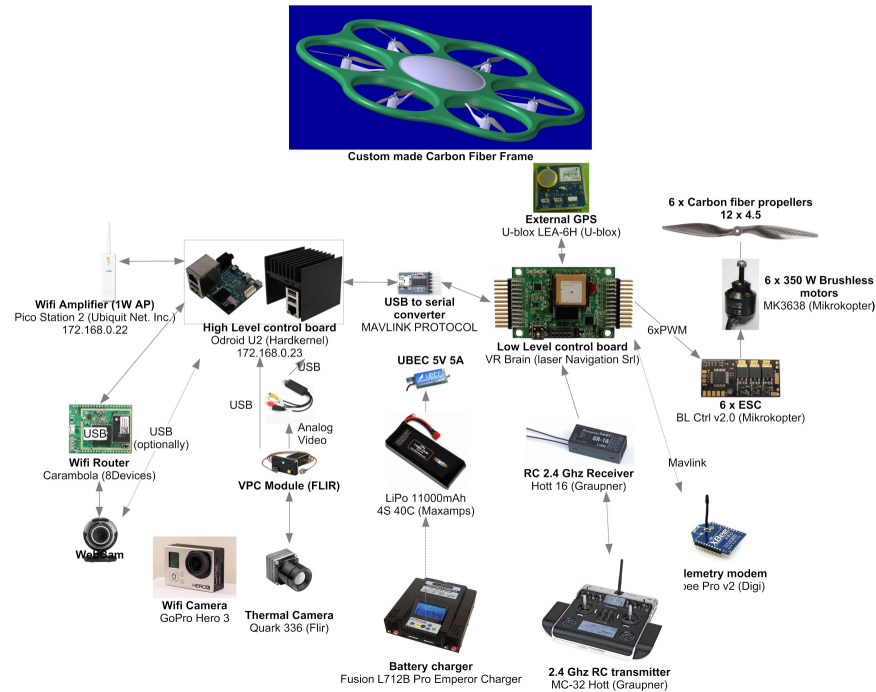 Custom made Carbon Fiber Frame
External GPS
U-blox LEA-6H (U-blox)
6 x Carbon fiber propellers
12 x 4.5
6 x 350 W Brushless
motors
MK3638 (Mikrokopter)
Wifi Amplifier (1W AP)
Pico Station 2 (Ubiquit Net. Inc.)
172.168.0.22
High Level control board
Odroid U2 (Hardkernel)
172.168.0.23
USB to serial
converter
MAVLINK PROTOCOL
Low Level control board
VR Brain (laser Navigation Srl)
6xPWM
6 x ESC
BL Ctrl v2.0 (Mikrokopter)
UBEC 5V 5A
UBEC
USB
USB
Analog
Video
USB
(optionally)
USB
Wifi Router
Carambola (8Devices)
VPC Module (FLIR)
LiPo 11000mAh
4S 40C (Maxamps)
GR-16
RC 2.4 Ghz Receiver
Hott 16 (Graupner)
Mavlink
WebCam
HERO3
Wifi Camera
GoPro Hero 3
Thermal Camera
Quark 336 (Flir)
Battery charger
Fusion L712B Pro Emperor Charger
2.4 Ghz RC transmitter
MC-32 Hott (Graupner)
XBee
lemetry modem
bee Pro v2 (Digi)